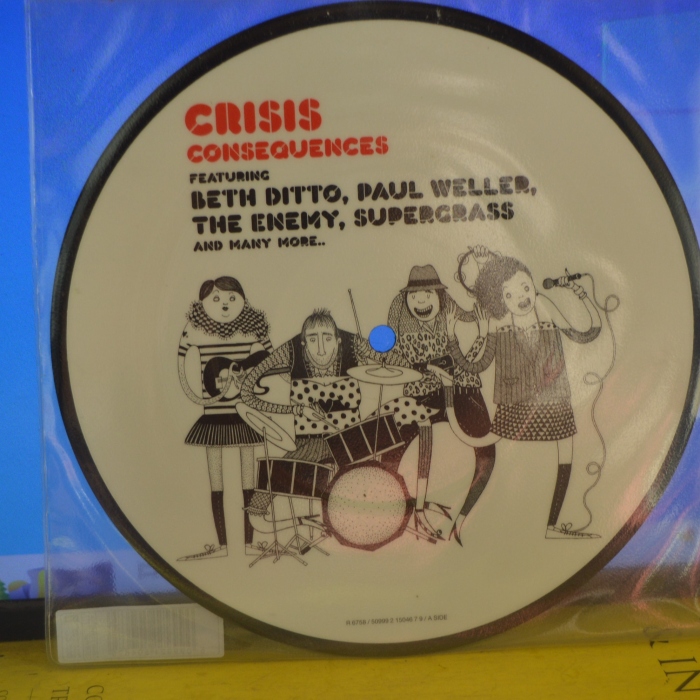 CRISIS
CONSEQUENCES
FEATURING
BETH DITTO, PAUL WELLER,
THE ENEMY, SUPERGRASS
AND MANY MORE..